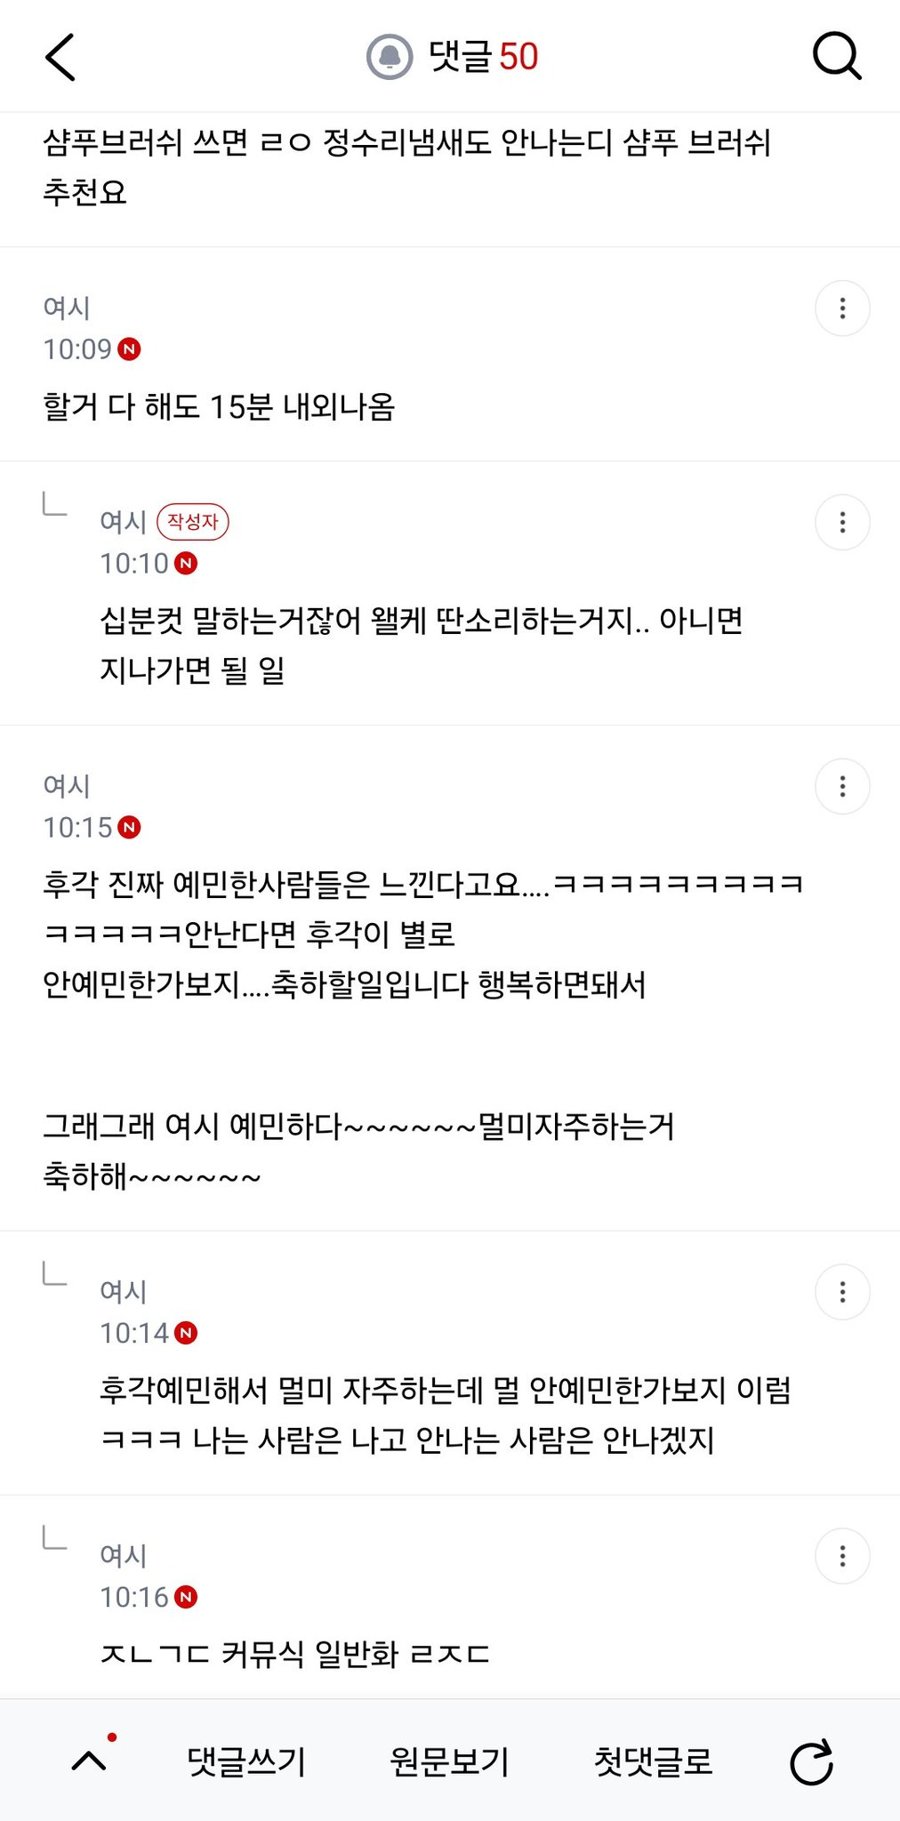 댓글 50
샴푸브러쉬 쓰면 ㄹㅇ 정수리냄새도 안나는디 샴푸 브러쉬
추천요
여시
10:09 N
할거 다 해도 15분 내외나옴
여시 작성자
10:10 N
십분컷 말하는거잖어 왤케 딴소리하는거지.. 아니면
지나가면 될 일
여시
10:15 N
후각 진짜 예민한사람들은 느낀다고요....ㅋㅋㅋㅋㅋㅋㅋㅋㅋ
ㅋㅋㅋㅋㅋ안난다면 후각이 별로
안예민한가보지....축하할일입니다 행복하면돼서
그래그래 여시 예민하다~~~~~~멀미자주하는거
축하해~~~~~~
여시
10:14 N
후각예민해서 멀미 자주하는데 멀 안예민한가보지 이럼
ㅋㅋㅋ 나는 사람은 나고 안나는 사람은 안나겠지
여시
10:16 N
ㅈㄴㄱㄷ 커뮤식 일반화 ㄹㅈㄷ
댓글쓰기 원문보기 첫댓글로